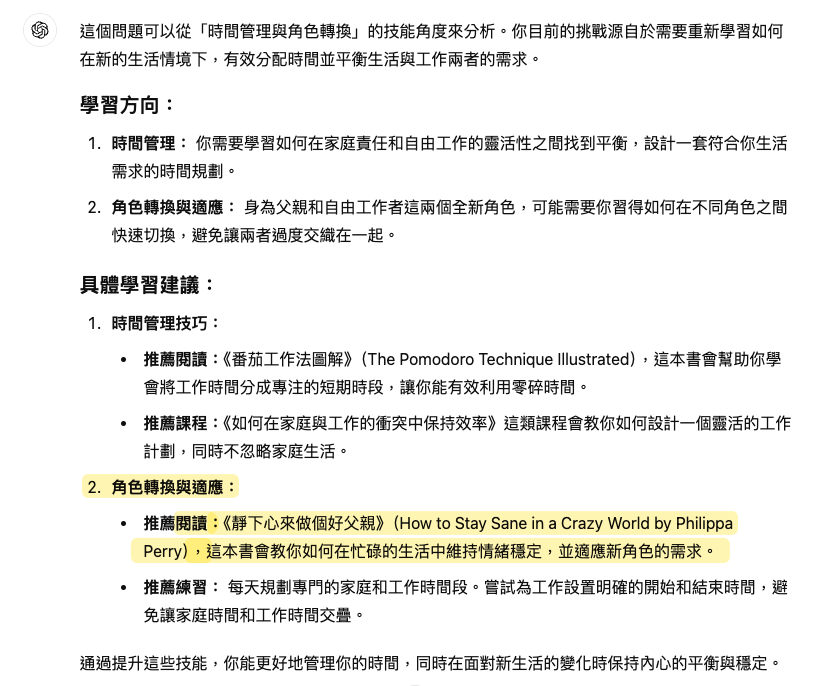 這個問題可以從「時間管理與角色轉換」的技能角度來分析。你目前的挑戰源自於需要重新學習如何
在新的生活情境下，有效分配時間並平衡生活與工作兩者的需求。
學習方向：
1. 時間管理： 你需要學習如何在家庭責任和自由工作的靈活性之間找到平衡，設計一套符合你生活
需求的時間規劃。
2. 角色轉換與適應： 身為父親和自由工作者這兩個全新角色，可能需要你習得如何在不同角色之間
快速切換，避免讓兩者過度交織在一起。
具體學習建議：
1. 時間管理技巧：
• 推薦閱讀：《番茄工作法圖解》（The Pomodoro Technique Illustrated），這本書會幫助你學
會將工作時間分成專注的短期時段，讓你能有效利用零碎時間。
• 推薦課程：《如何在家庭與工作的衝突中保持效率》這類課程會教你如何設計一個靈活的工作
計劃，同時不忽略家庭生活。
2. 角色轉換與適應：
• 推薦閱讀：《靜下心來做個好父親》（How to Stay Sane in a Crazy World by Philippa
Perry），這本書會教你如何在忙碌的生活中維持情緒穩定，並適應新角色的需求。
• 推薦練習： 每天規劃專門的家庭和工作時間段。嘗試為工作設置明確的開始和結束時間，避
免讓家庭時間和工作時間交疊。
通過提升這些技能，你能更好地管理你的時間，同時在面對新生活的變化時保持內心的平衡與穩定。